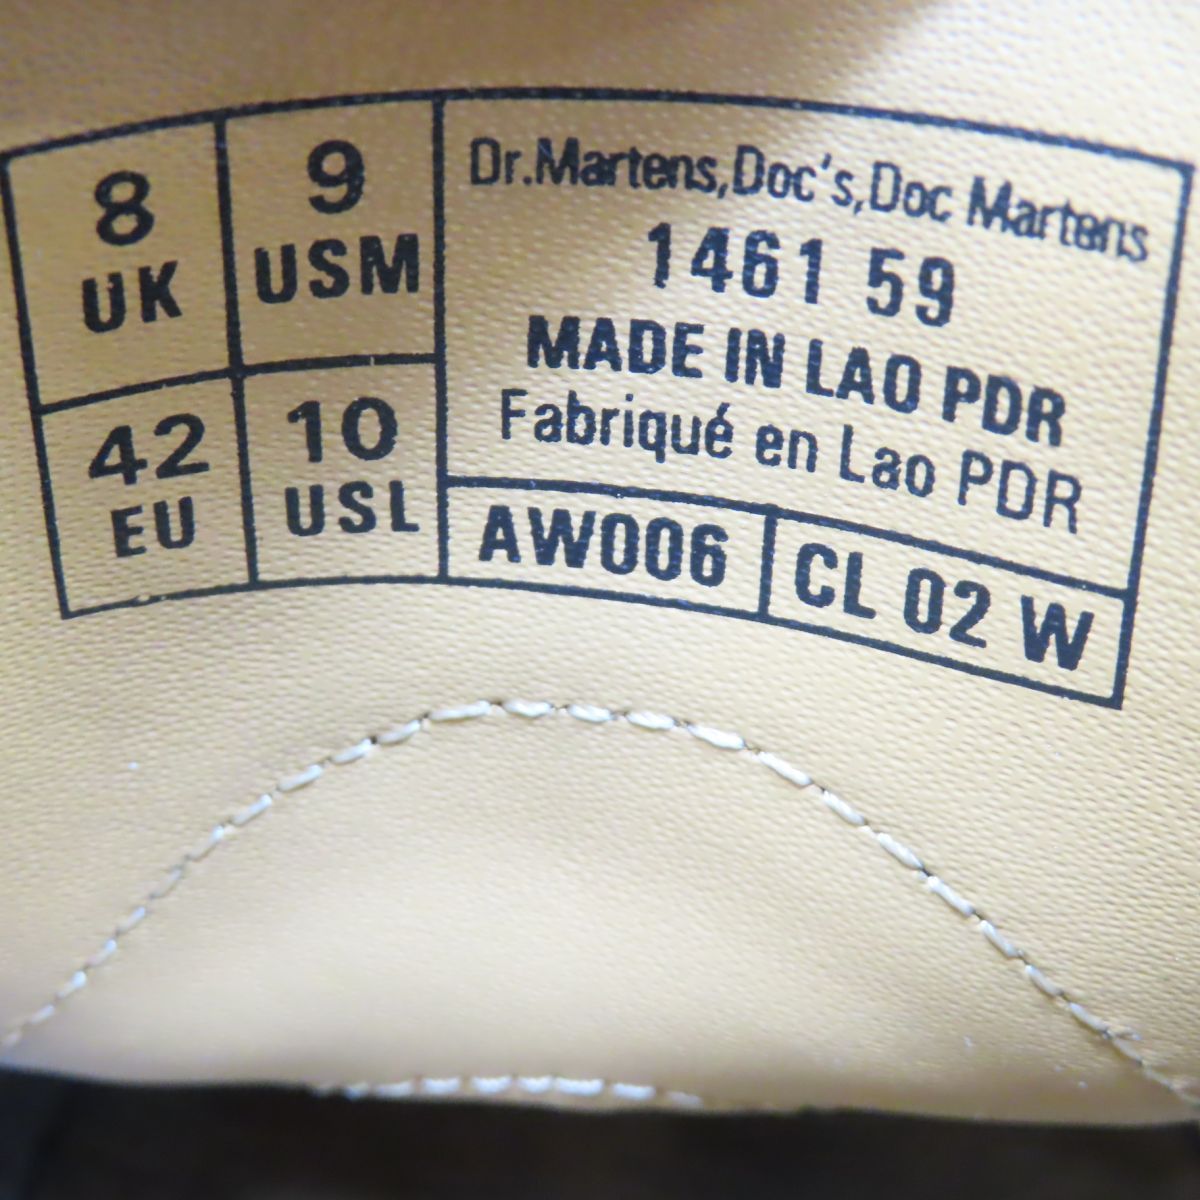 8
UK
9
USM
42
EU
10
USL
Dr.Martens,Doc's,Doc Martens
1461 59
MADE IN LAO PDR
Fabriqué en Lao PDR
AW006
CL 02 W